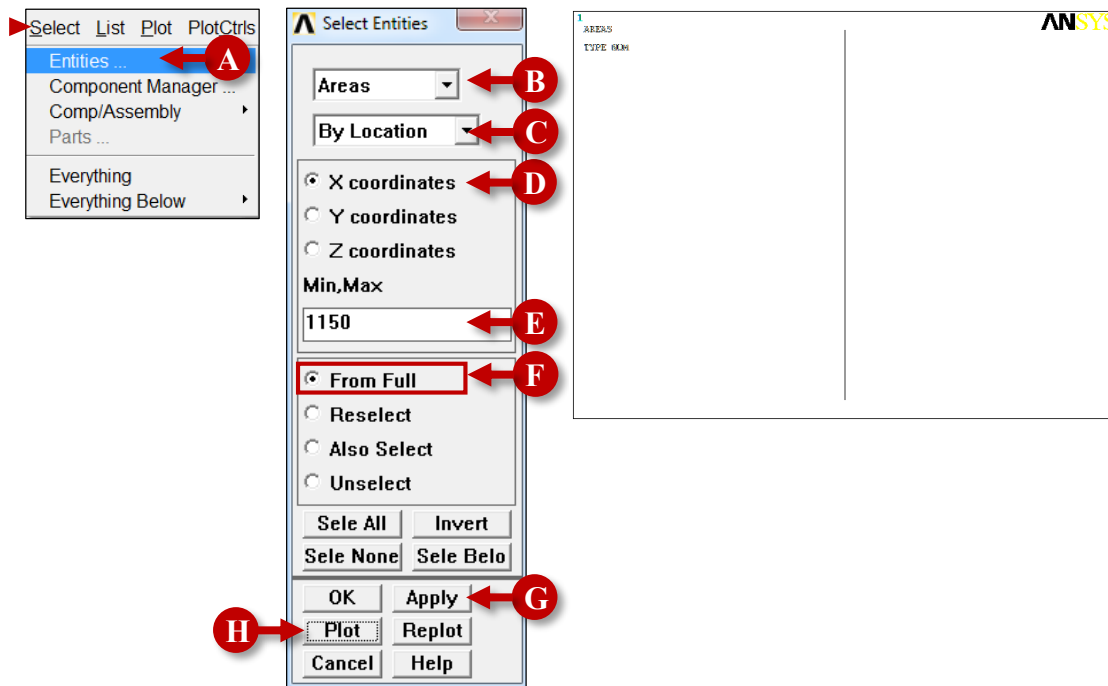 Select List Plot PlotCtrls
Entities ...
A
Component Manager ...
Comp/Assembly
Parts ...
Everything
Everything Below
Select Entities
Areas
B
By Location
C
X coordinates
D
Y coordinates
Z coordinates
Min,Max
1150
E
From Full
F
Reselect
Also Select
Unselect
Sele All Invert
Sele None Sele Belo
OK Apply
G
H
Plot Replot
Cancel Help
1
AREAS
TYPE NUM
ANSYS